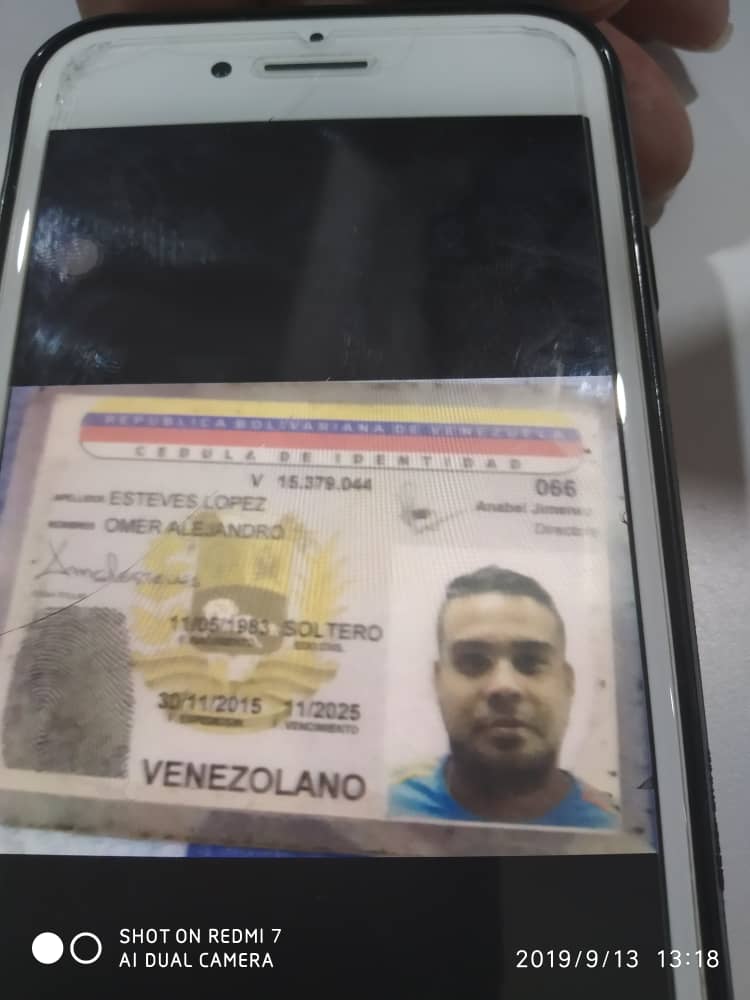 REPUBLICA BOLIVARIANA DE VENEZUELA
CEDULA DE IDENTIDAD
V 15.379.044
066
APELLIDOS ESTEVES LOPEZ
Anabel Jimenez
NOMBRES OMER ALEJANDRO
Directora
11/05/1983 SOLTERO
F. NACIMIENTO EDO CIVIL
30/11/2015 11/2025
F. EXPEDICION F. VENCIMIENTO
VENEZOLANO
SHOT ON REDMI 7
AI DUAL CAMERA
2019/9/13 13:18